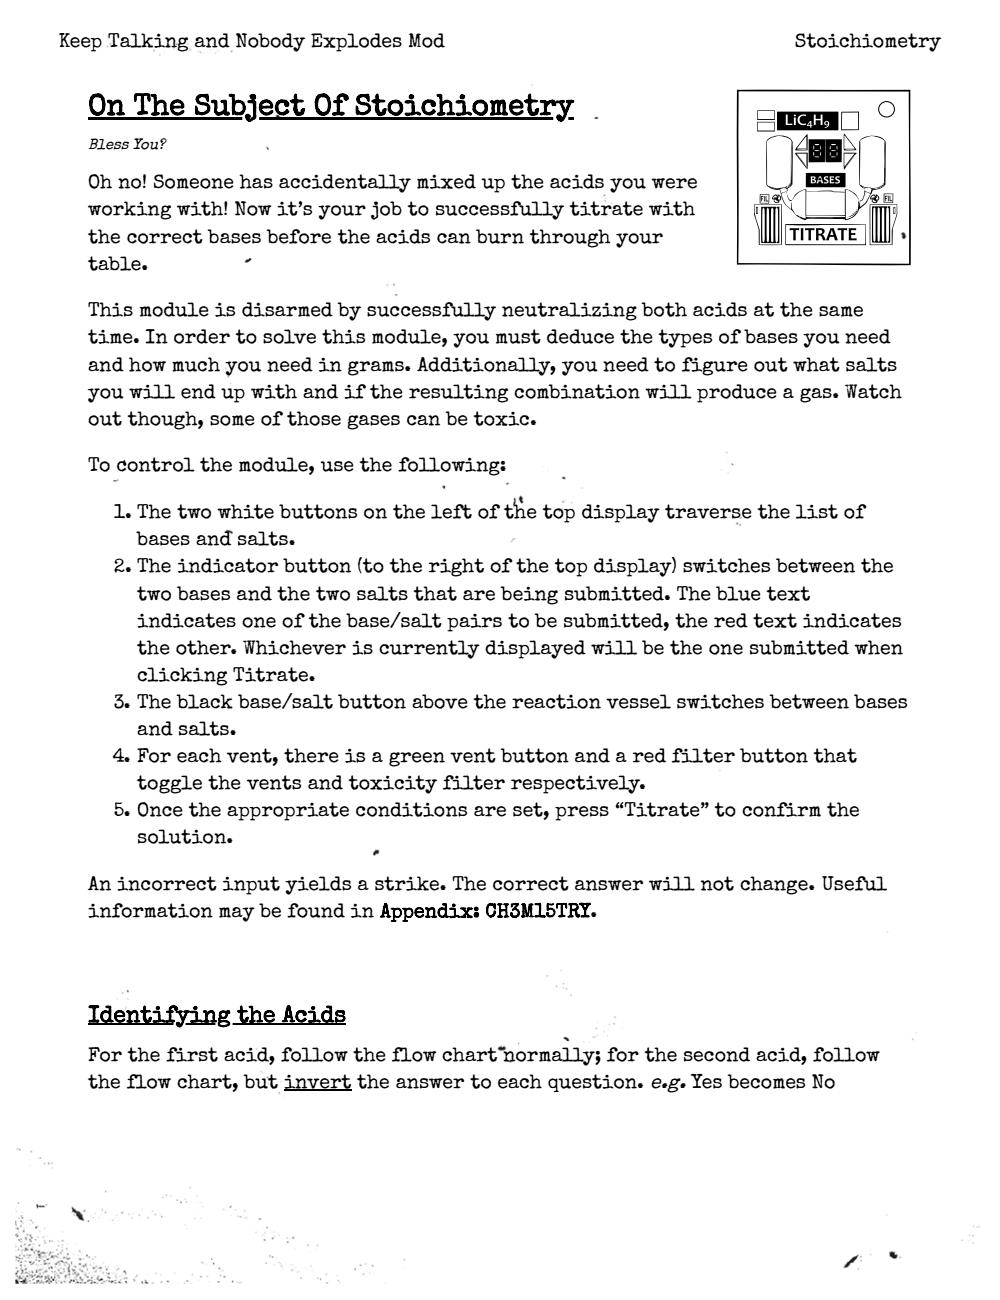 Keep Talking and Nobody Explodes Mod
Stoichiometry
On The Subject Of Stoichiometry
Bless You?
Oh no! Someone has accidentally mixed up the acids you were
working with! Now it's your job to successfully titrate with
the correct bases before the acids can burn through your
table.
LiC₄H₉
88
BASES
FIL
FIL
TITRATE
This module is disarmed by successfully neutralizing both acids at the same
time. In order to solve this module, you must deduce the types of bases you need
and how much you need in grams. Additionally, you need to figure out what salts
you will end up with and if the resulting combination will produce a gas. Watch
out though, some of those gases can be toxic.
To control the module, use the following:
1. The two white buttons on the left of the top display traverse the list of
bases and salts.
2. The indicator button (to the right of the top display) switches between the
two bases and the two salts that are being submitted. The blue text
indicates one of the base/salt pairs to be submitted, the red text indicates
the other. Whichever is currently displayed will be the one submitted when
clicking Titrate.
3. The black base/salt button above the reaction vessel switches between bases
and salts.
4. For each vent, there is a green vent button and a red filter button that
toggle the vents and toxicity filter respectively.
5. Once the appropriate conditions are set, press “Titrate” to confirm the
solution.
An incorrect input yields a strike. The correct answer will not change. Useful
information may be found in Appendix: CH3M15TRY.
Identifying the Acids
For the first acid, follow the flow chart normally; for the second acid, follow
the flow chart, but invert the answer to each question. e.g. Yes becomes No